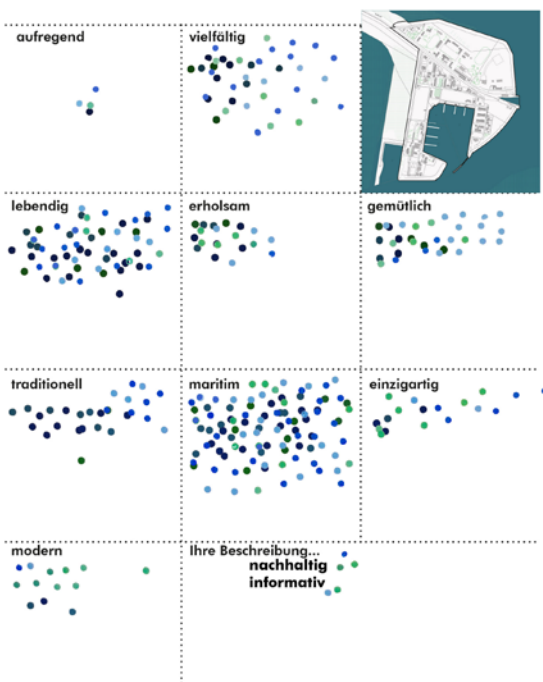 aufregend
vielfältig
lebendig
erholsam
gemütlich
traditionell
maritim
einzigartig
modern
Ihre Beschreibung...
nachhaltig
informativ